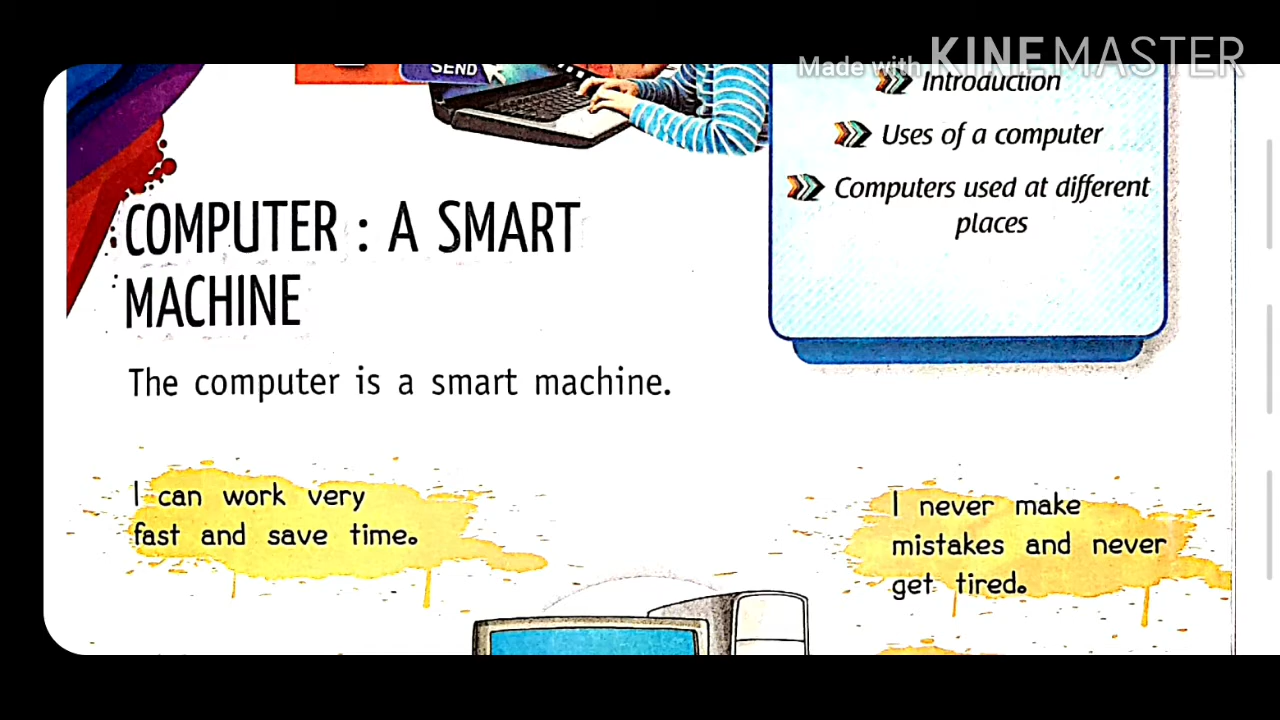 Made with KINEMASTER
SEND
Introduction
Uses of a computer
Computers used at different
places
COMPUTER : A SMART
MACHINE
The computer is a smart machine.
I can work very
fast and save time.
I never make
mistakes and never
get tired.